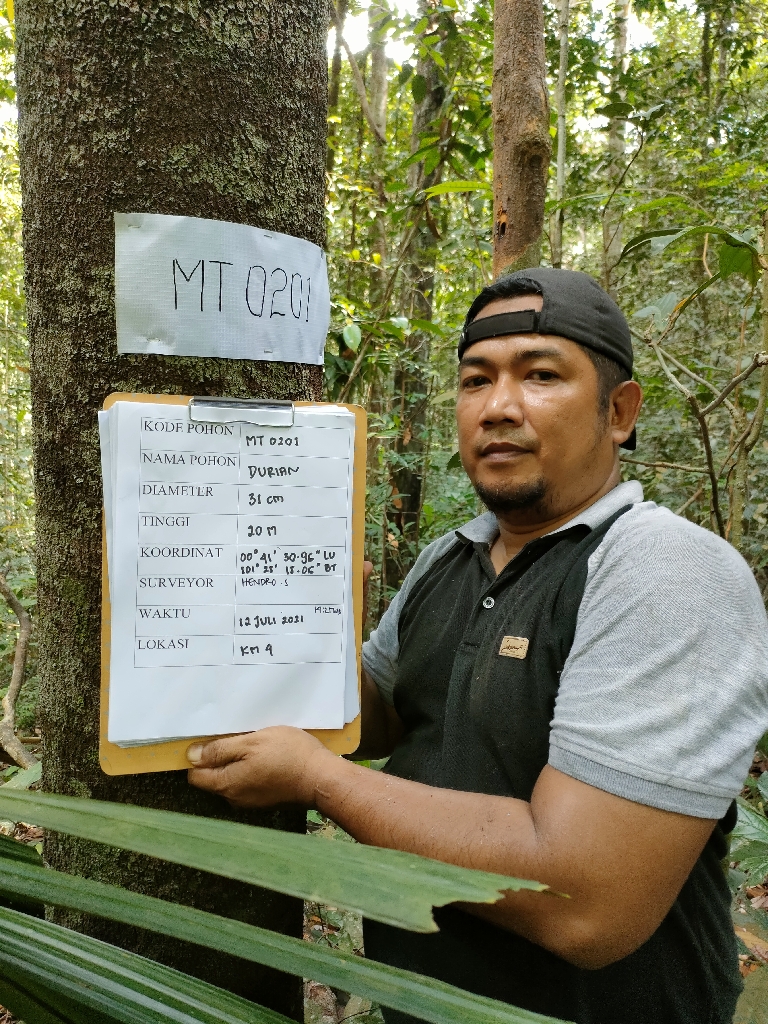 MT 0201
KODE POHON MT 0201
NAMA POHON DURIAN
DIAMETER 31 cm
TINGGI 20 M
KOORDINAT 00° 41' 30.96" LU
101° 25' 15.06" BT
SURVEYOR HENDRO.S
WAKTU 12 JULI 2021
LOKASI KM 9